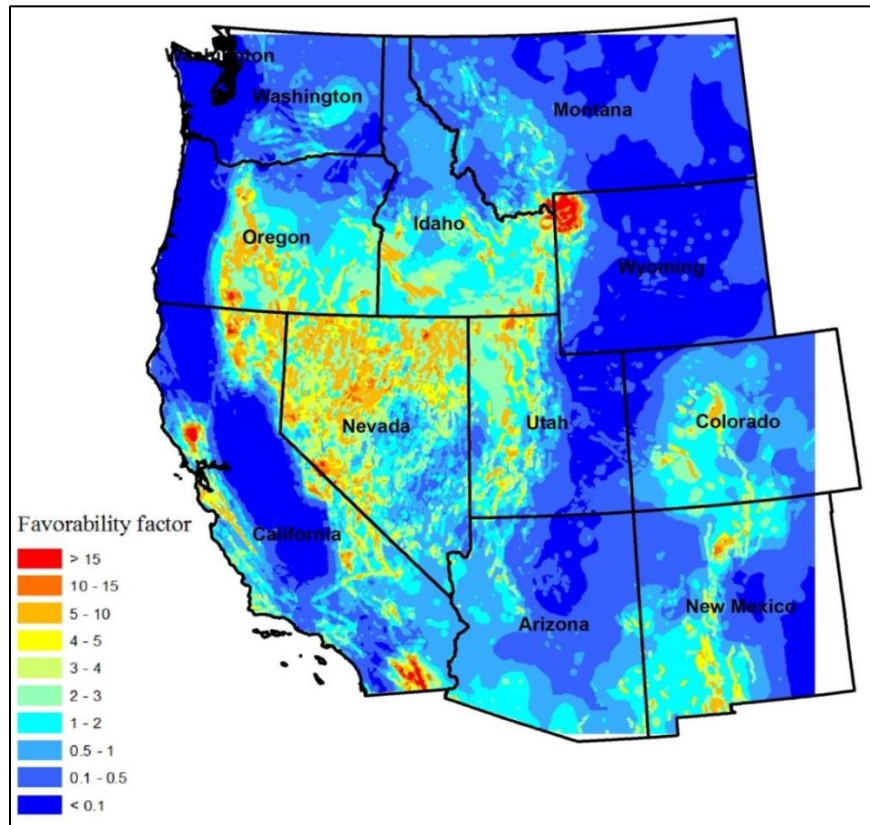 Washington
Washington
Montana
Oregon
Idaho
Wyoming
Nevada
Utah
Colorado
California
Arizona
New Mexico
Favorability factor
> 15
10 - 15
5 - 10
4 - 5
3 - 4
2 - 3
1 - 2
0.5 - 1
0.1 - 0.5
< 0.1